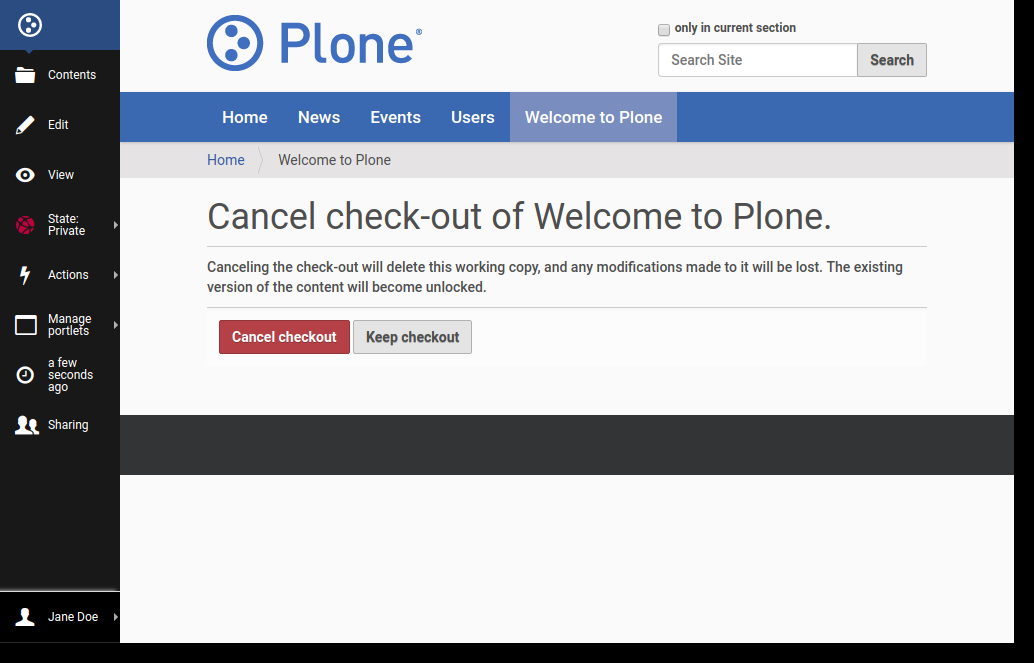 Plone®
only in current section
Search Site
Search
Home
News
Events
Users
Welcome to Plone
Home
Welcome to Plone
Contents
Edit
View
State:
Private
Actions
Manage
portlets
a few
seconds
ago
Sharing
Jane Doe
Cancel check-out of Welcome to Plone.
Canceling the check-out will delete this working copy, and any modifications made to it will be lost. The existing
version of the content will become unlocked.
Cancel checkout
Keep checkout